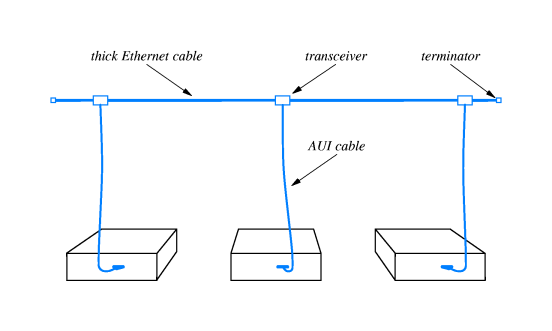 thick Ethernet cable
transceiver
terminator
AUI cable